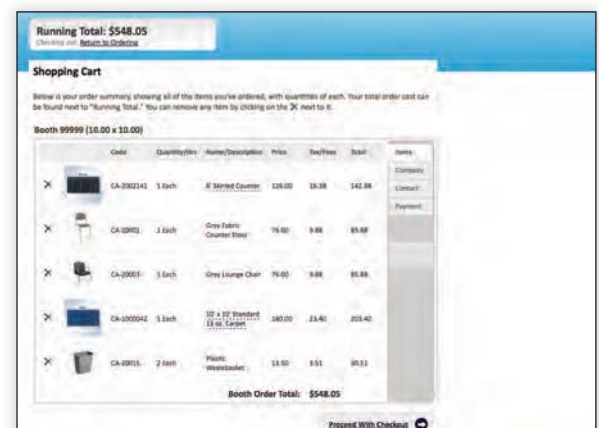 Running Total: $548.05
Checking out. Return to Ordering
Shopping Cart
Below is your order summary, showing all of the items you've ordered, with quantities of each. Your total order cost can
be found next to "Running Total." You can remove any item by clicking on the X next to it.
Booth 99999 (10.00 x 10.00)
Code Quantity/Hrs Name/Description Price Tax/Fees Total Items
Company
X CA-2002141 1 Each 8' Skirted Counter 126.00 16.38 142.38 Contact
Payment
X 1 Each Grey Fabric
Counter Stool 76.00 9.88 85.88
X CA-20003 1 Each Grey Lounge Chair 76.00 9.88 85.88
X CA-1000042 1 Each 10' x 10' Standard
13 oz. Carpet 180.00 23.40 203.40
X CA-20015 2 Each Plastic
Wastebasket 13.50 3.51 30.51
Booth Order Total: $548.05
Proceed With Checkout